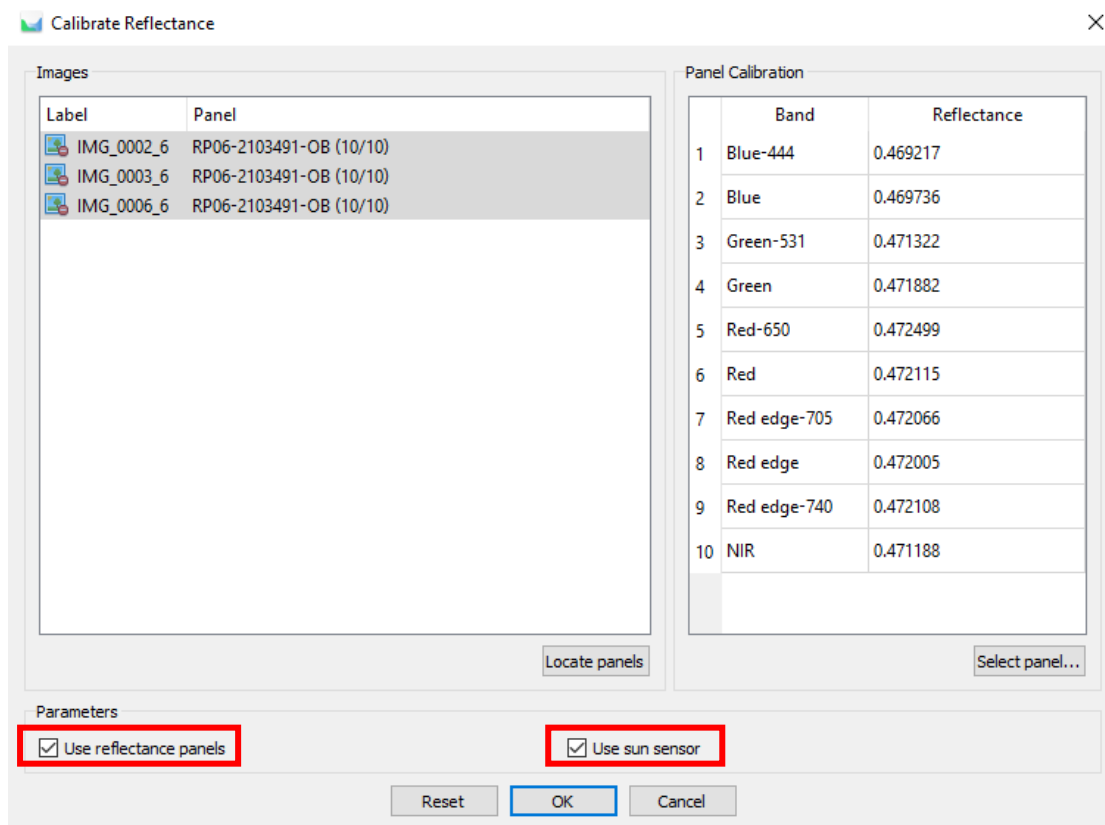 Calibrate Reflectance
Images
Label Panel
IMG_0002_6 RP06-2103491-OB (10/10)
IMG_0003_6 RP06-2103491-OB (10/10)
IMG_0006_6 RP06-2103491-OB (10/10)
Locate panels
Panel Calibration
Band Reflectance
1 Blue-444 0.469217
2 Blue 0.469736
3 Green-531 0.471322
4 Green 0.471882
5 Red-650 0.472499
6 Red 0.472115
7 Red edge-705 0.472066
8 Red edge 0.472005
9 Red edge-740 0.472108
10 NIR 0.471188
Select panel...
Parameters
Use reflectance panels
Use sun sensor
Reset OK Cancel